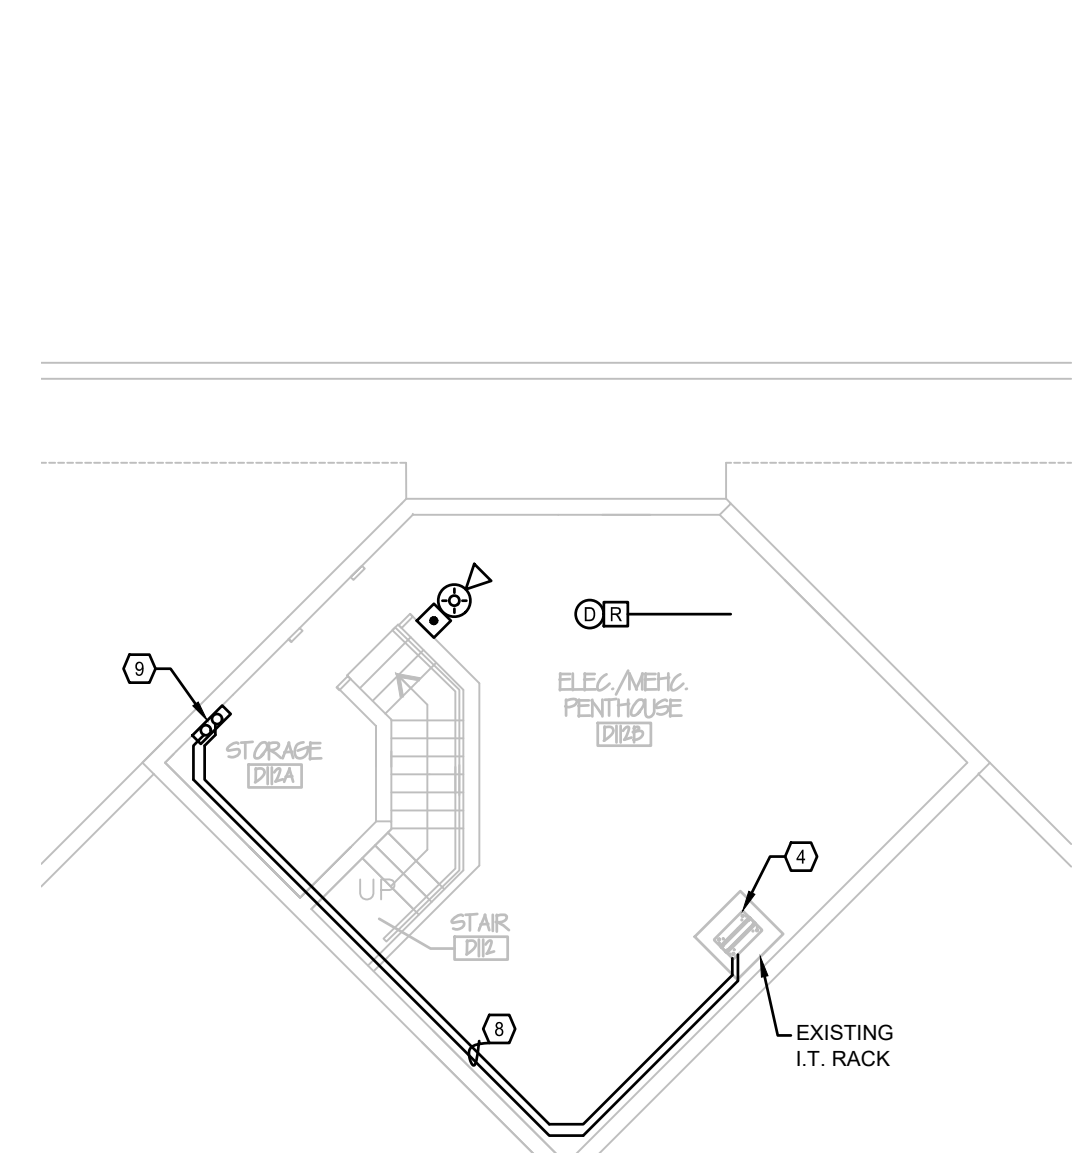 D R
ELEC./MEHC.
PENTHOUSE
D112B
9
STORAGE
D112A
4
UP
STAIR
D112
8
EXISTING
I.T. RACK